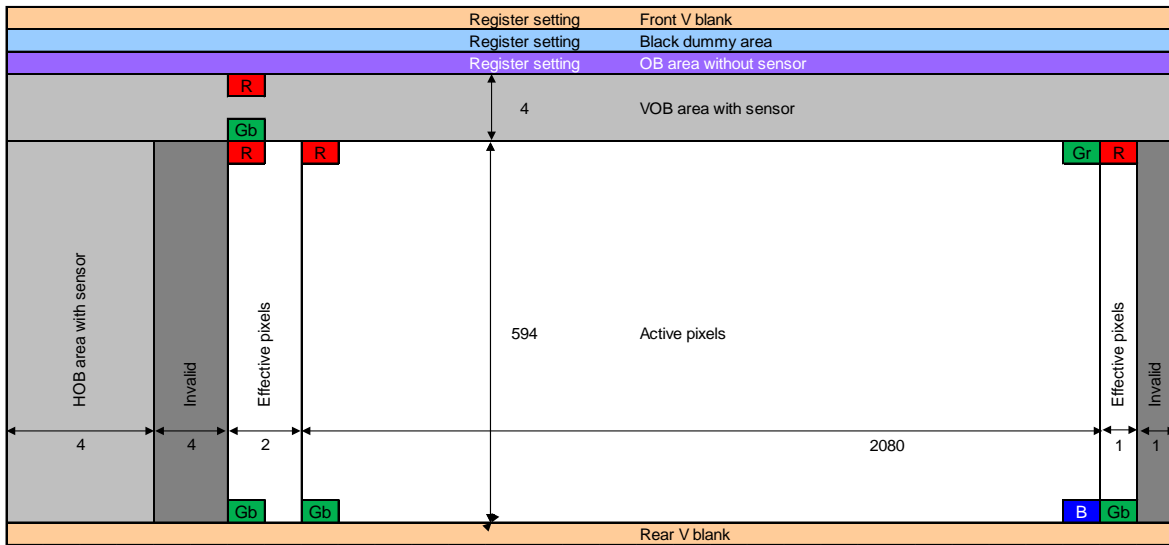 Register setting Front V blank
Register setting Black dummy area
Register setting OB area without sensor
R
4 VOB area with sensor
Gb
R R Gr R
HOB area with sensor
Invalid
Effective pixels
594 Active pixels
Effective pixels
Invalid
4 4 2 2080 1 1
Gb Gb B Gb
Rear V blank